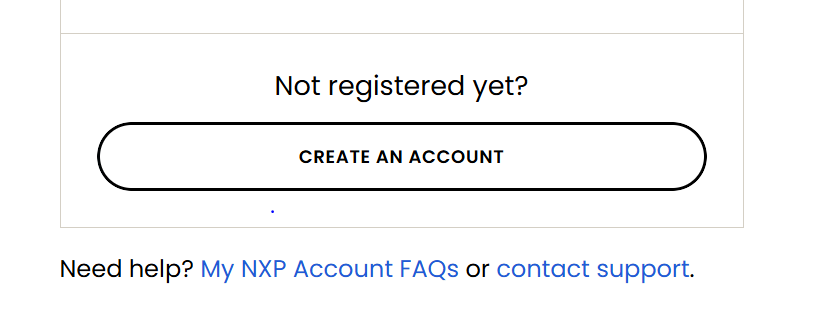 Not registered yet?
CREATE AN ACCOUNT
Need help? My NXP Account FAQs or contact support.